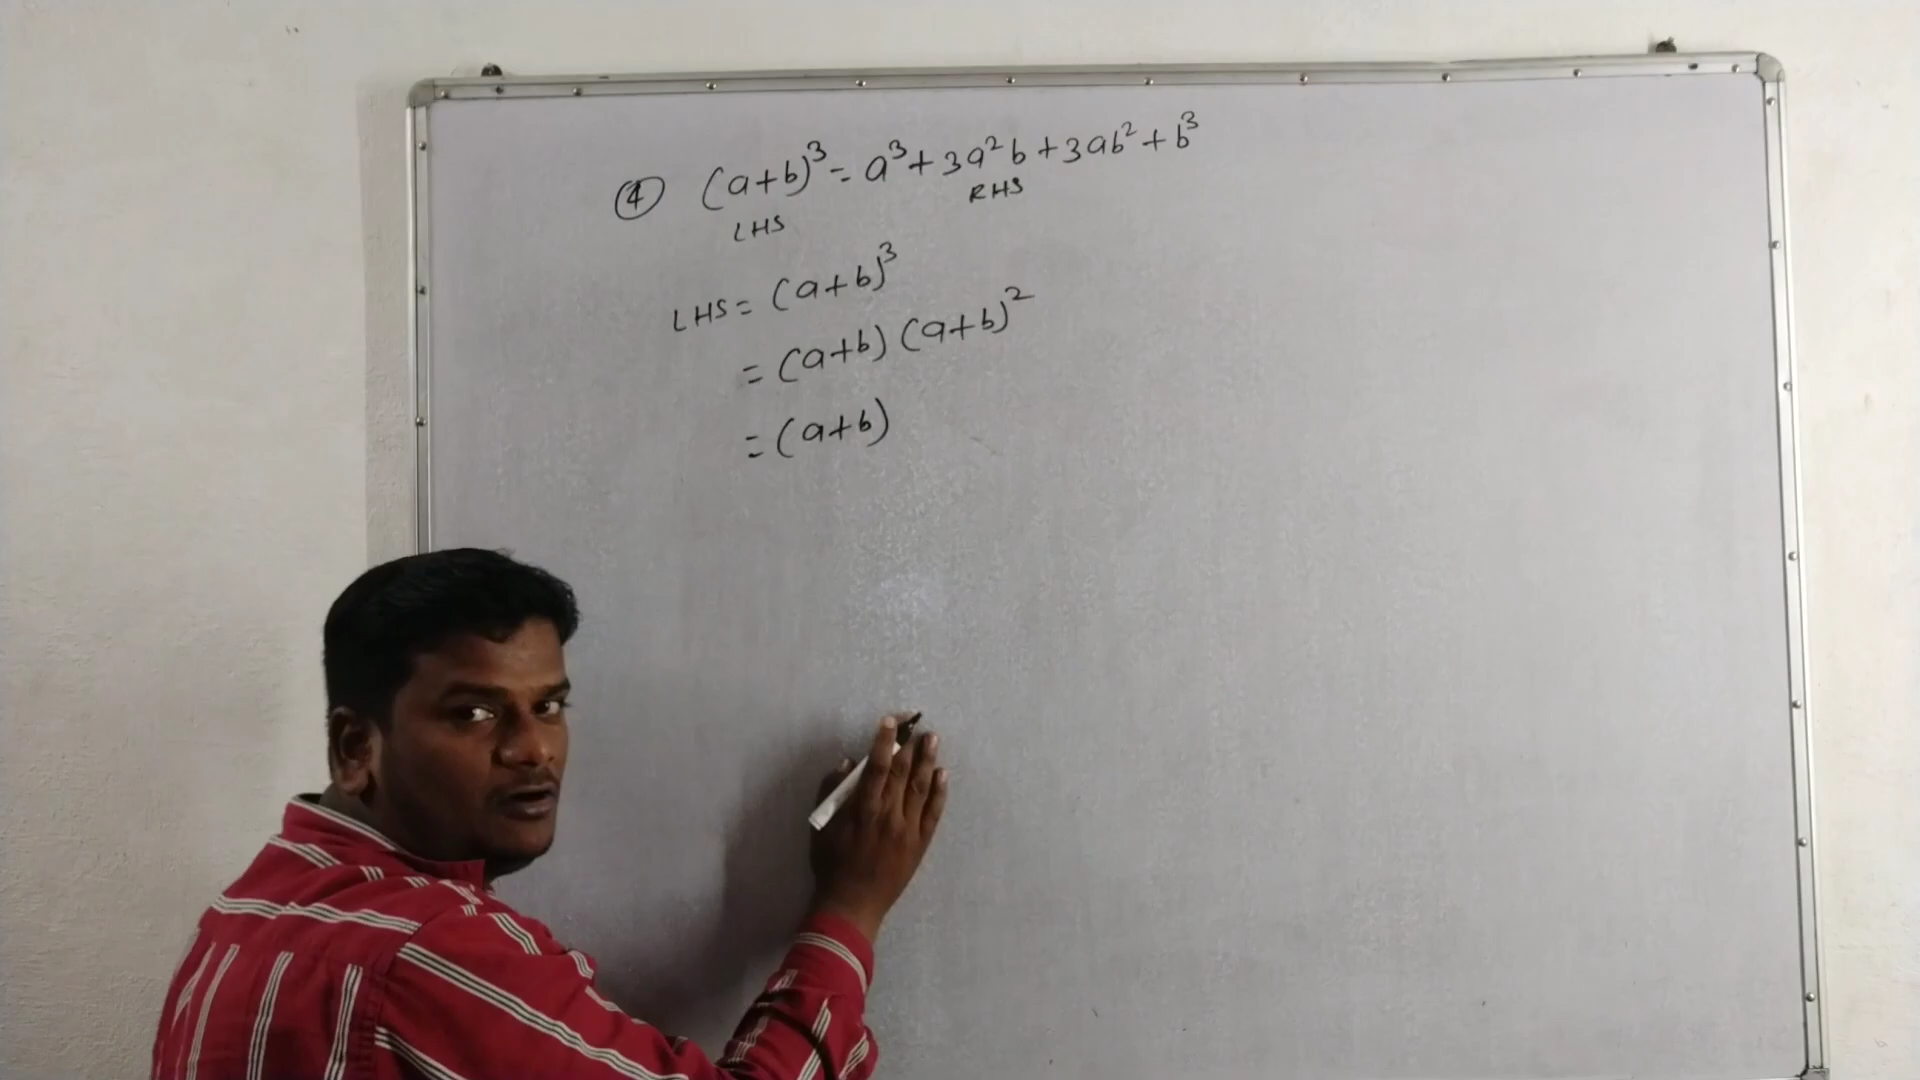 ④ (a+b)³ = a³+3a²b+3ab²+b³
LHS RHS
LHS = (a+b)³
= (a+b) (a+b)²
= (a+b)